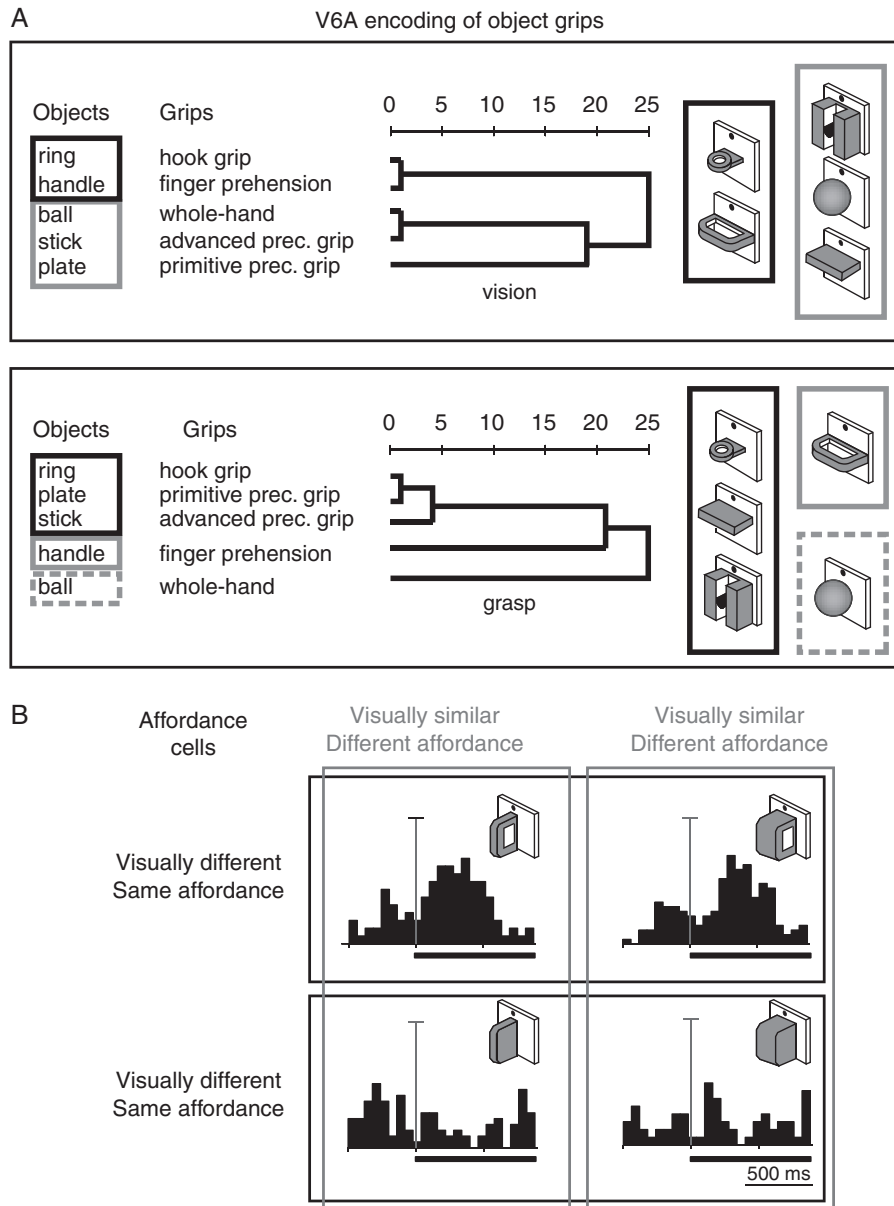 A
V6A encoding of object grips
Objects Grips
0 5 10 15 20 25
ring hook grip
handle finger prehension
ball whole-hand
stick advanced prec. grip
plate primitive prec. grip
vision
Objects Grips
0 5 10 15 20 25
ring hook grip
plate primitive prec. grip
stick advanced prec. grip
handle finger prehension
ball whole-hand
grasp
B
Affordance
cells
Visually similar
Different affordance
Visually similar
Different affordance
Visually different
Same affordance
Visually different
Same affordance
500 ms